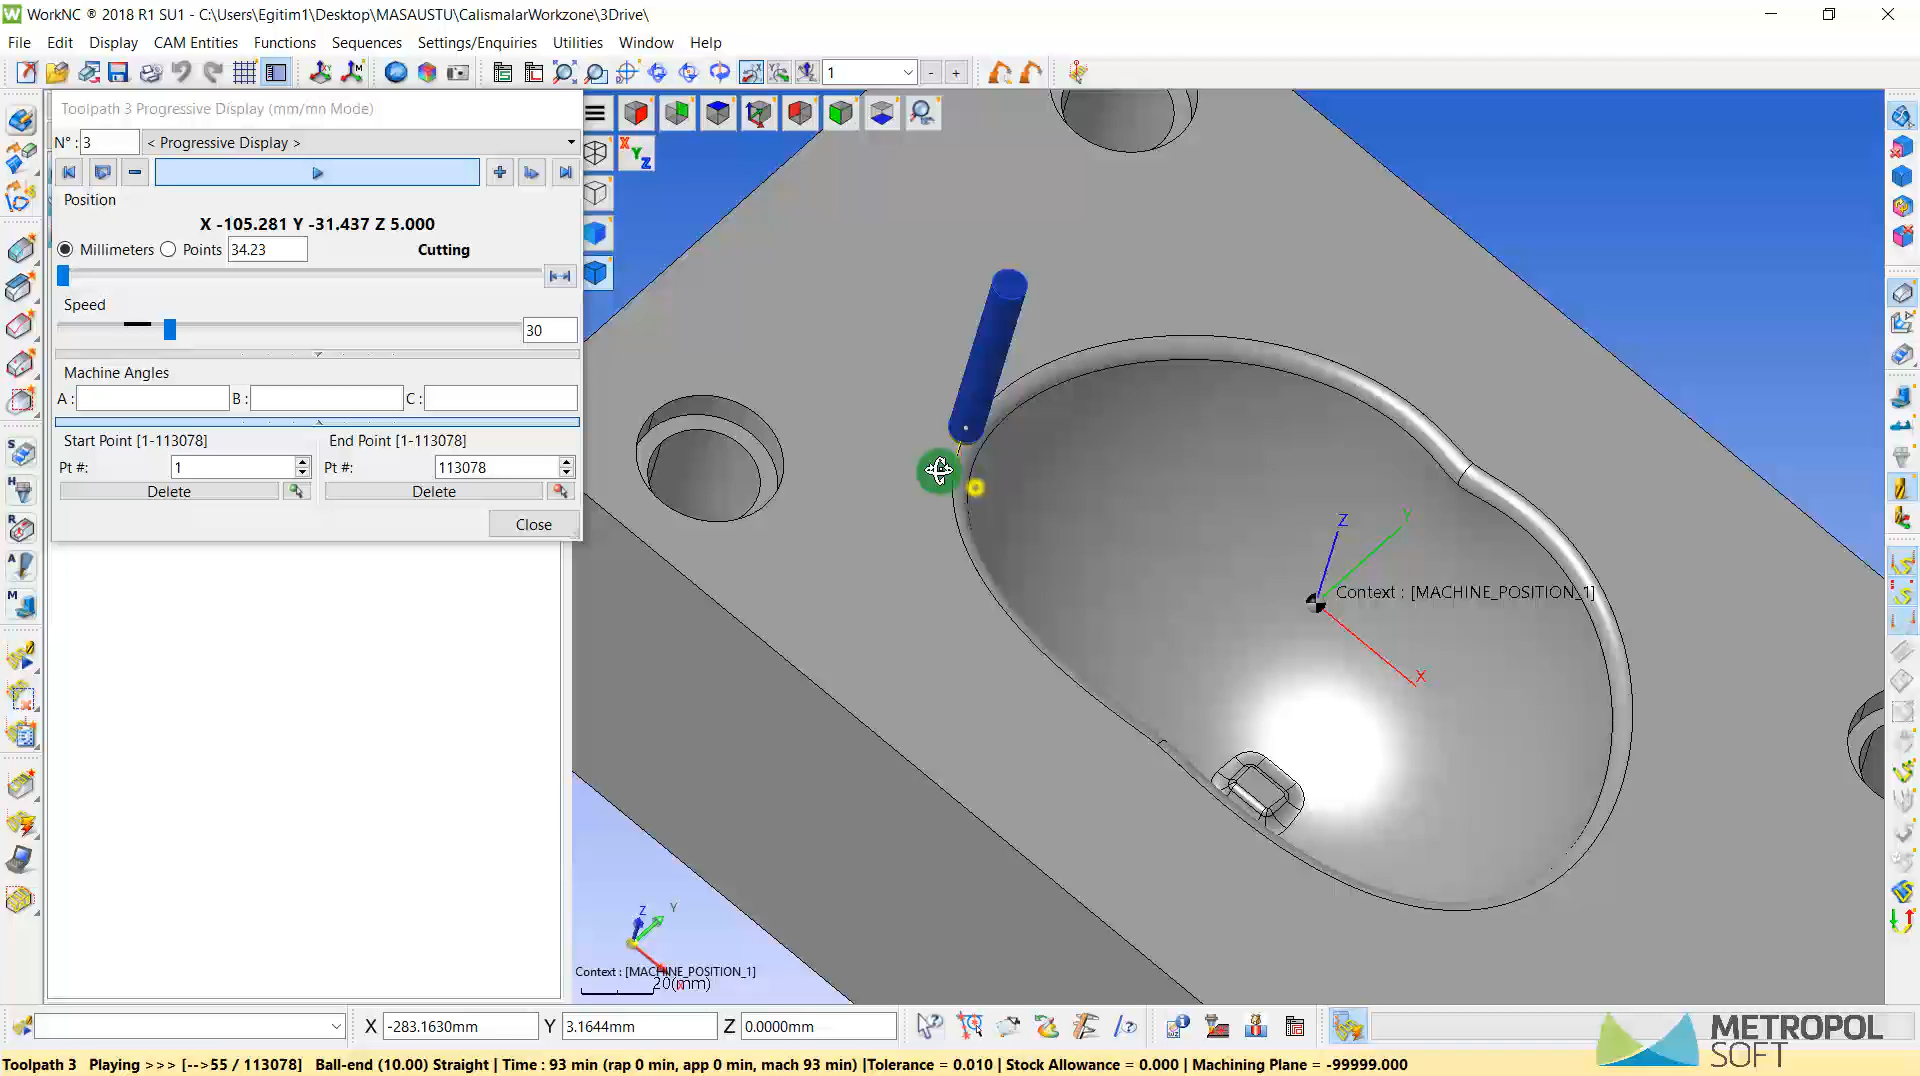 WorkNC ® 2018 R1 SU1 - C:\Users\Egitim1\Desktop\MASAUSTU\CalismalarWorkzone\3Drive\
File Edit Display CAM Entities Functions Sequences Settings/Enquiries Utilities Window Help
1 - +
Toolpath 3 Progressive Display (mm/mn Mode)
N° : 3 < Progressive Display >
Position
X -105.281 Y -31.437 Z 5.000
Millimeters Points 34.23 Cutting
Speed
30
Machine Angles
A : B : C :
Start Point [1-113078] End Point [1-113078]
Pt #: 1 Pt #: 113078
Delete Delete
Close
X Y Z
Z Y
Context : [MACHINE_POSITION_1]
X
Z Y
Context : [MACHINE_POSITION_1]
X
20(mm)
S
H
R
A
M
X -283.1630mm Y 3.1644mm Z 0.0000mm
METROPOL
SOFT
Toolpath 3 Playing >>> [-->55 / 113078] Ball-end (10.00) Straight | Time : 93 min (rap 0 min, app 0 min, mach 93 min) |Tolerance = 0.010 | Stock Allowance = 0.000 | Machining Plane = -99999.000